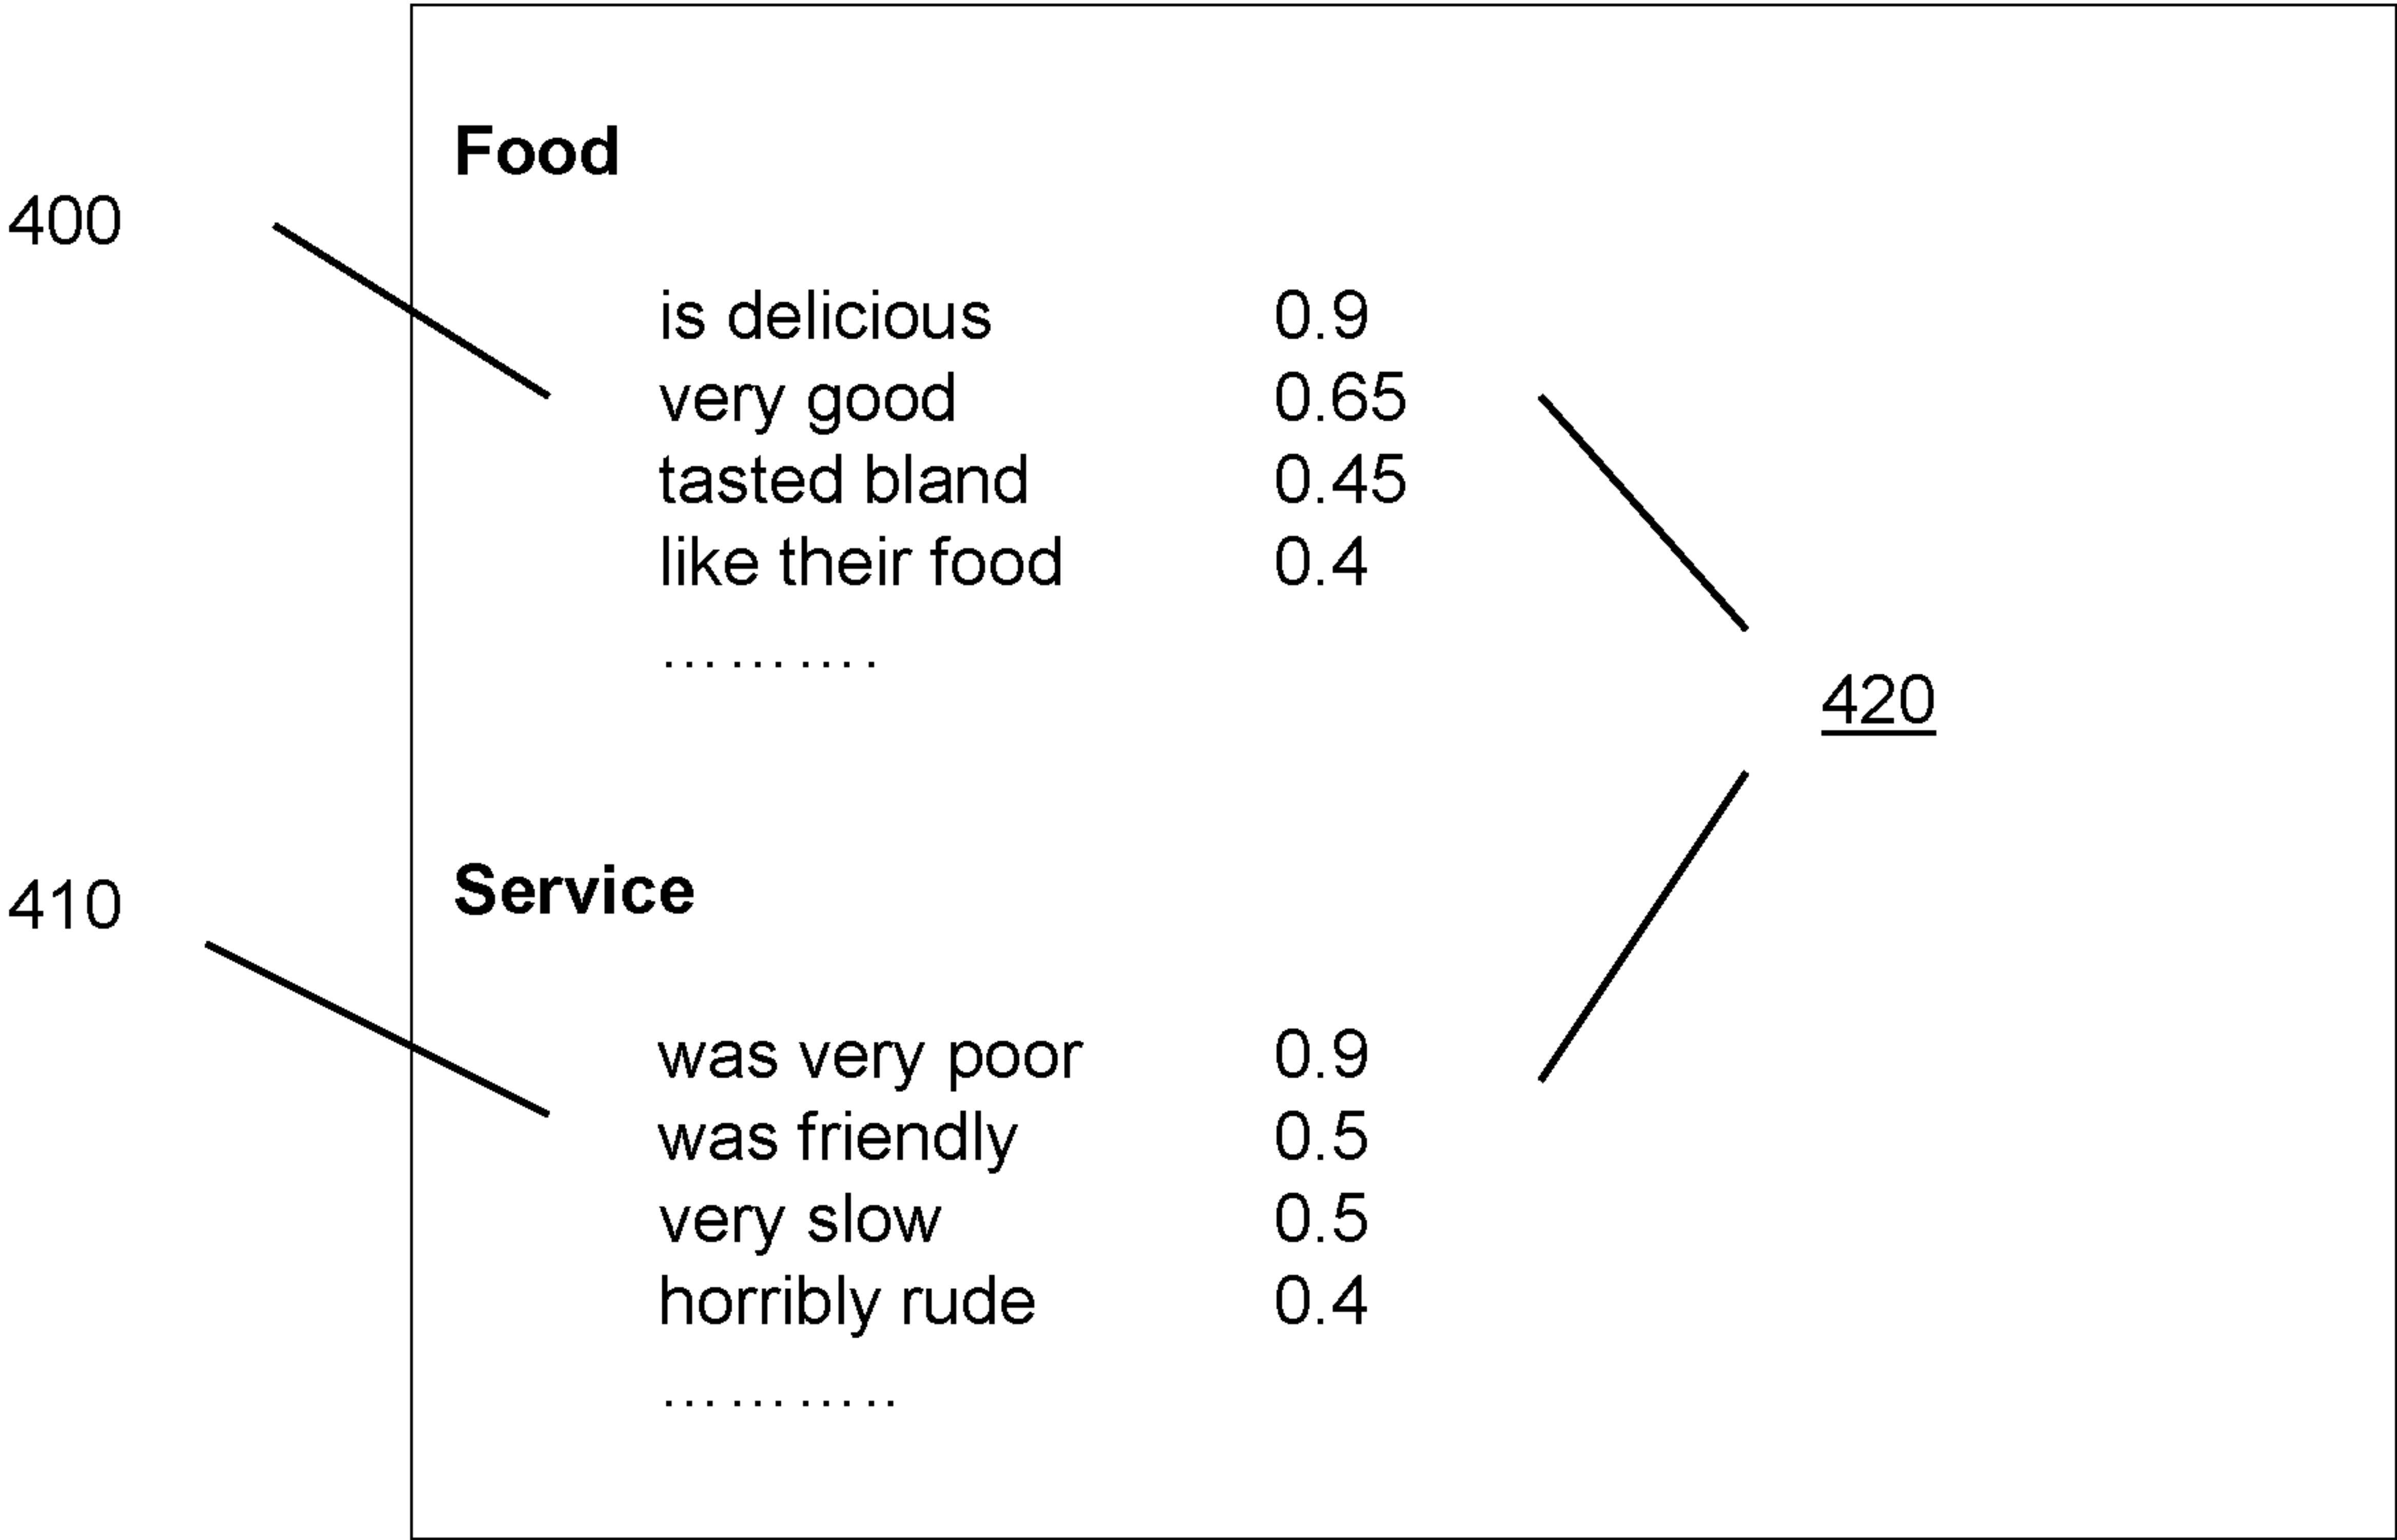 Food
400
is delicious 0.9
very good 0.65
tasted bland 0.45
like their food 0.4
..........
420
410
Service
was very poor 0.9
was friendly 0.5
very slow 0.5
horribly rude 0.4
...........